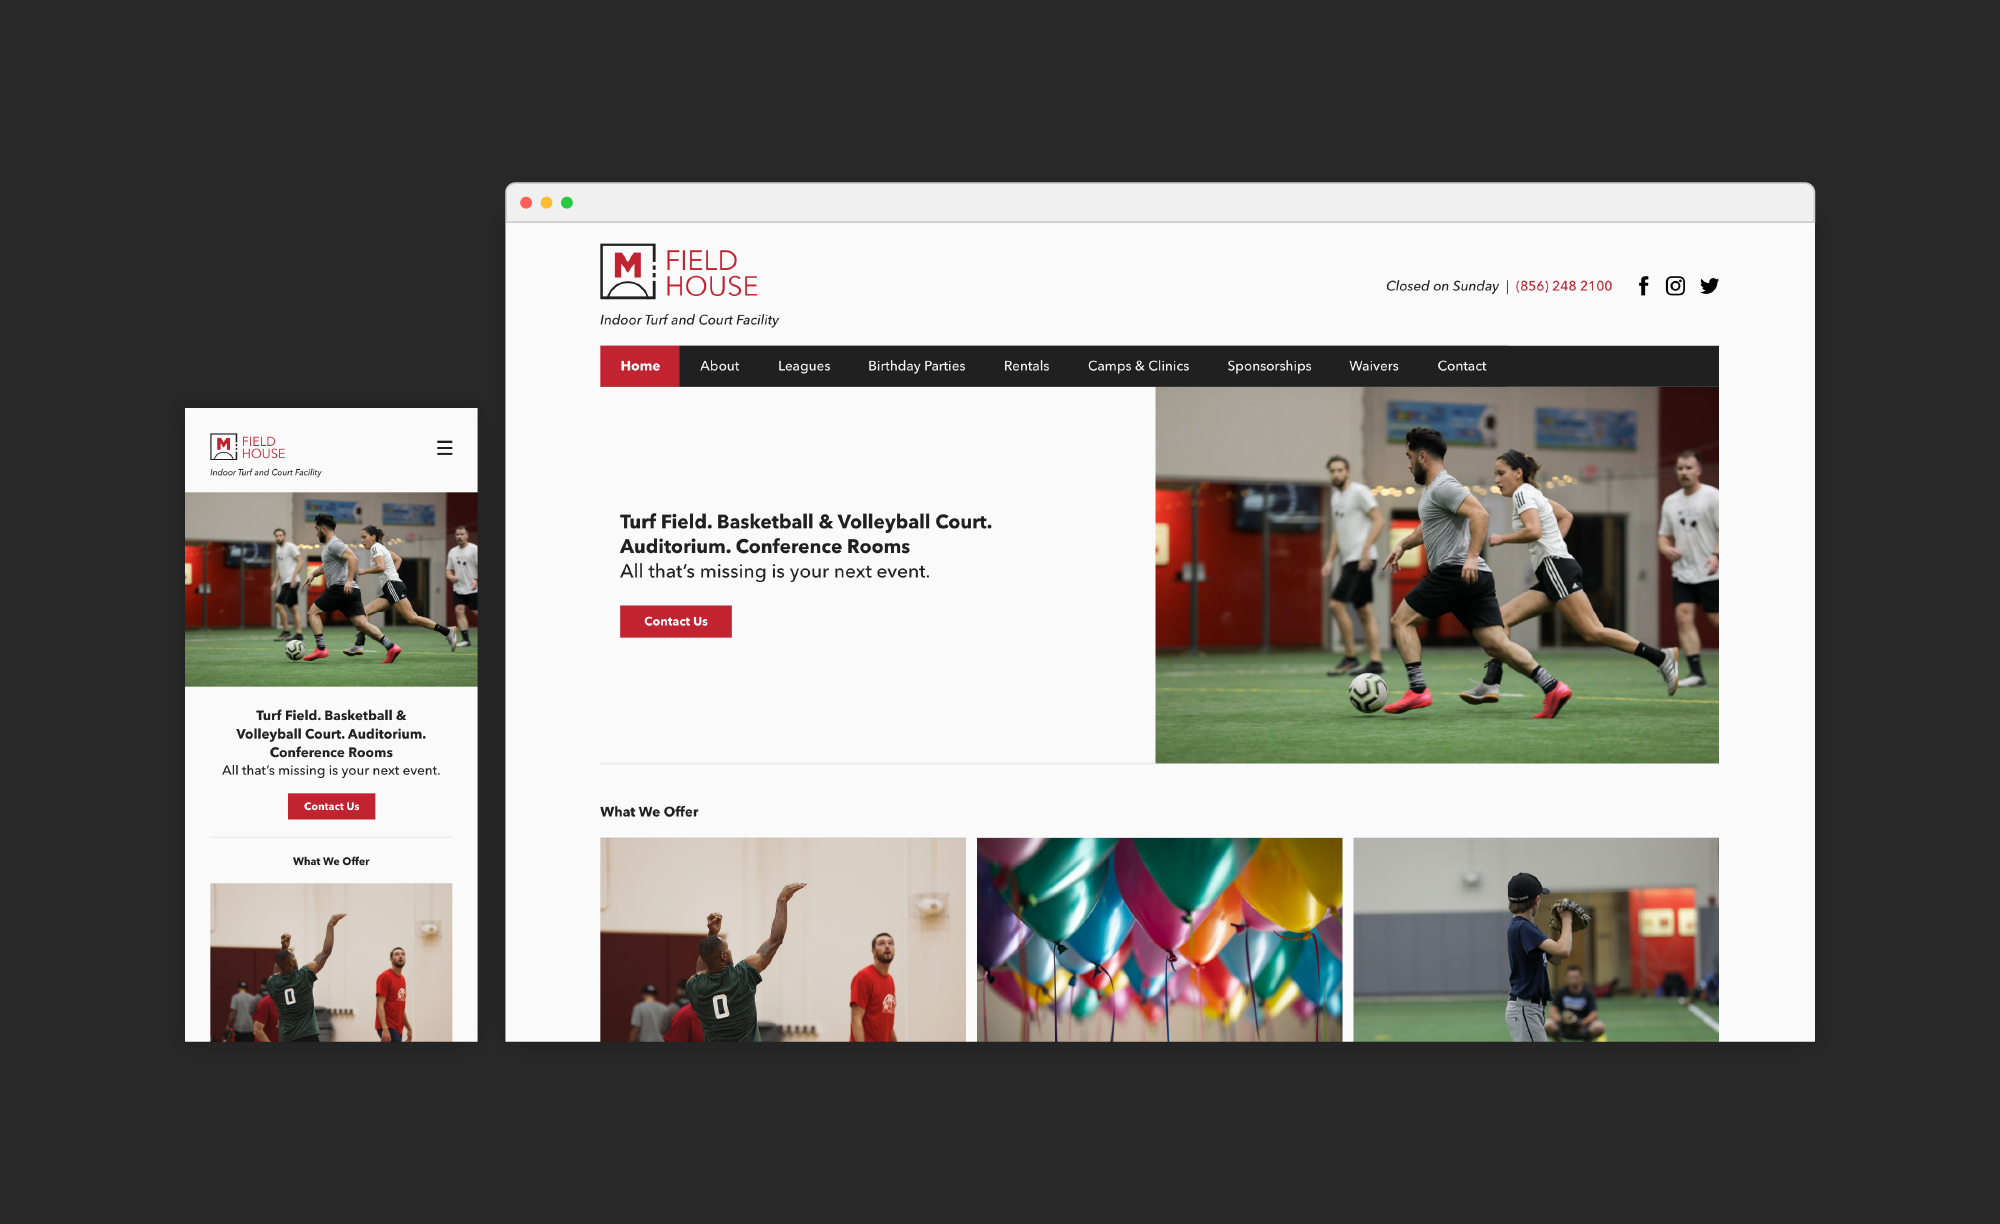 M FIELD
HOUSE
Indoor Turf and Court Facility
Turf Field. Basketball &
Volleyball Court. Auditorium.
Conference Rooms
All that's missing is your next event.
Contact Us
What We Offer
0
M FIELD
HOUSE
Indoor Turf and Court Facility
Closed on Sunday | (856) 248 2100
Home About Leagues Birthday Parties Rentals Camps & Clinics Sponsorships Waivers Contact
Turf Field. Basketball & Volleyball Court.
Auditorium. Conference Rooms
All that's missing is your next event.
Contact Us
What We Offer
0